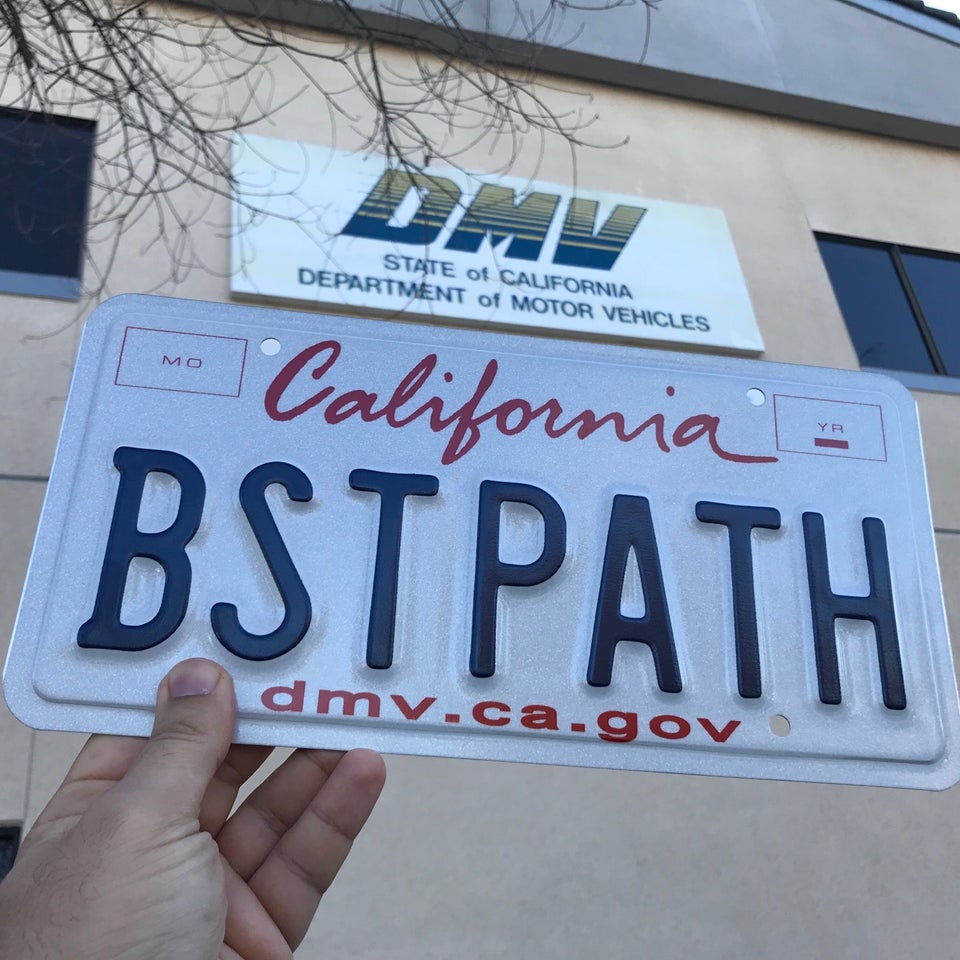 DMV
STATE of CALIFORNIA
DEPARTMENT of MOTOR VEHICLES
MO
California
YR
BSTPATH
dmv.ca.gov